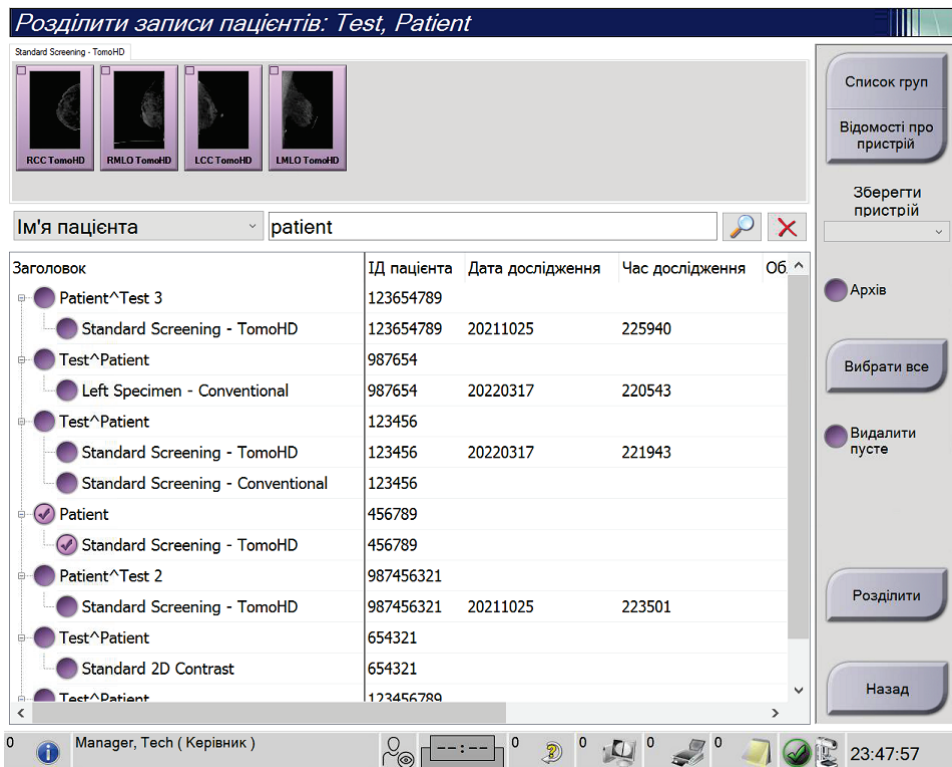 Розділити записи пацієнтів: Test, Patient
Standard Screening - TomoHD
RCC TomoHD RMLO TomoHD LCC TomoHD LMLO TomoHD
Список груп
Відомості про
пристрій
Зберегти
пристрій
Ім'я пацієнта patient
Заголовок ІД пацієнта Дата дослідження Час дослідження Об.
Patient^Test 3 123654789
Standard Screening - TomoHD 123654789 20211025 225940
Test^Patient 987654
Left Specimen - Conventional 987654 20220317 220543
Test^Patient 123456
Standard Screening - TomoHD 123456 20220317 221943
Standard Screening - Conventional 123456
Patient 456789
Standard Screening - TomoHD 456789
Patient^Test 2 987456321
Standard Screening - TomoHD 987456321 20211025 223501
Test^Patient 654321
Standard 2D Contrast 654321
Test^Patient 123456789
Архів
Вибрати все
Видалити
пусте
Розділити
Назад
0 Manager, Tech ( Керівник ) --:-- 0 0 0 0 23:47:57